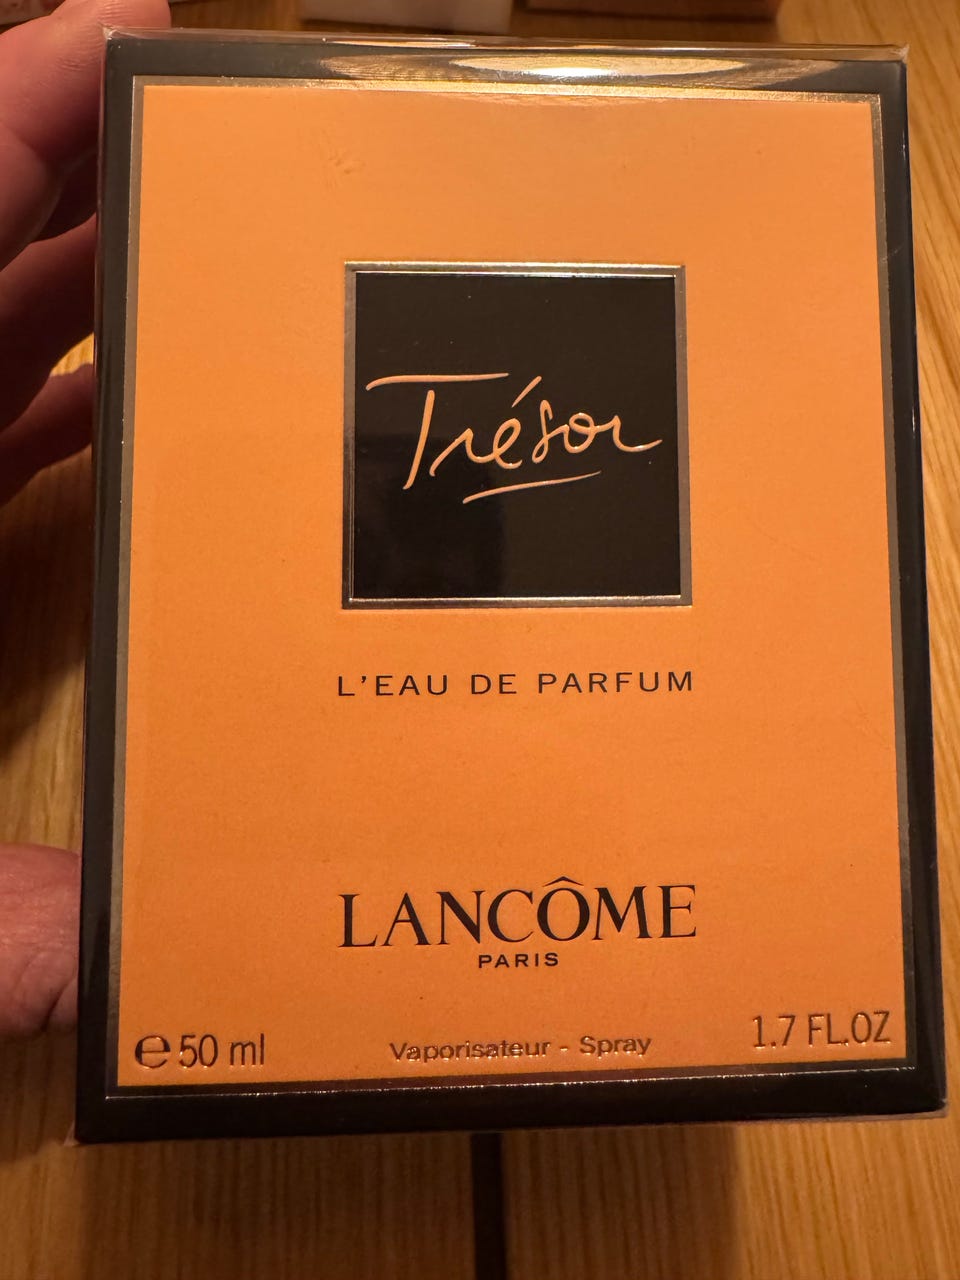 Trésor
L'EAU DE PARFUM
LANCÔME
PARIS
℮ 50 ml
Vaporisateur - Spray
1.7 FL.OZ